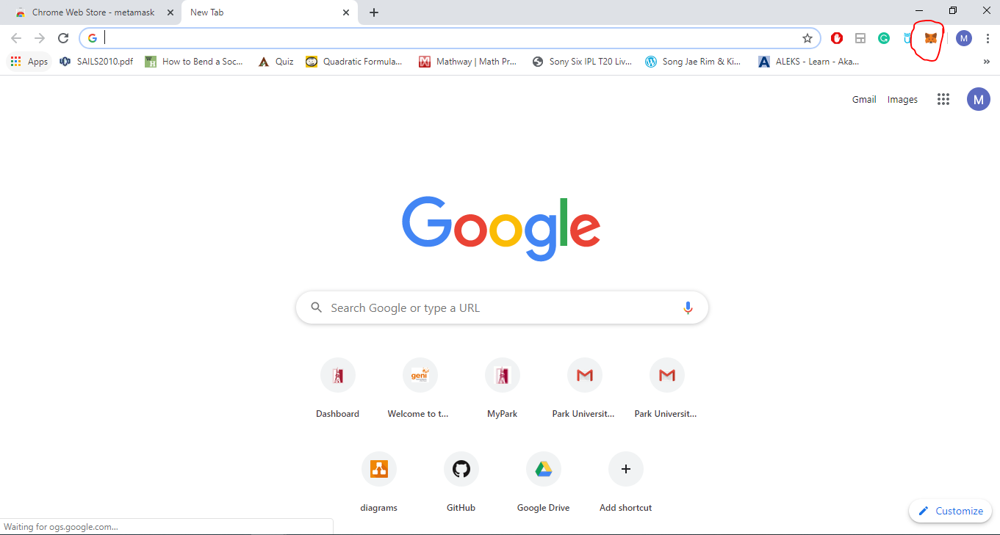 Chrome Web Store - metamask
New Tab
M
Apps
SAILS2010.pdf
How to Bend a Soc...
Quiz
Quadratic Formula...
Mathway | Math Pr...
Sony Six IPL T20 Liv...
Song Jae Rim & Ki...
ALEKS - Learn - Aka...
»
Gmail
Images
M
Google
Search Google or type a URL
geni
Dashboard
Welcome to t...
MyPark
Park Universit...
Park Universit...
diagrams
GitHub
Google Drive
Add shortcut
Customize
Waiting for ogs.google.com...